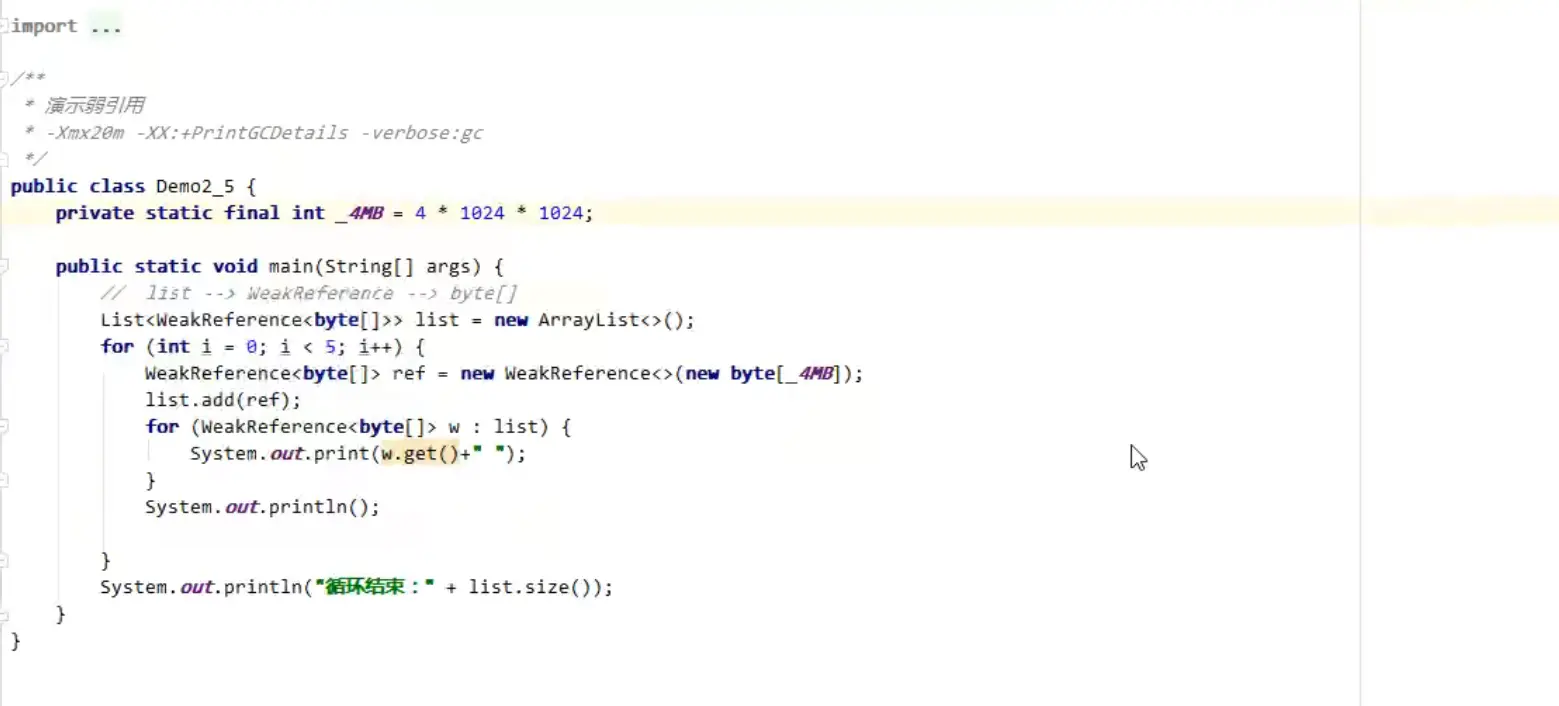 import ...
/**
 * 演示弱引用
 * -Xmx20m -XX:+PrintGCDetails -verbose:gc
 */
public class Demo2_5 {
    private static final int _4MB = 4 * 1024 * 1024;
    public static void main(String[] args) {
        //  list --> WeakReference --> byte[]
        List<WeakReference<byte[]>> list = new ArrayList<>();
        for (int i = 0; i < 5; i++) {
            WeakReference<byte[]> ref = new WeakReference<>(new byte[_4MB]);
            list.add(ref);
            for (WeakReference<byte[]> w : list) {
                System.out.print(w.get()+" ");
            }
            System.out.println();
        }
        System.out.println("循环结束：" + list.size());
    }
}